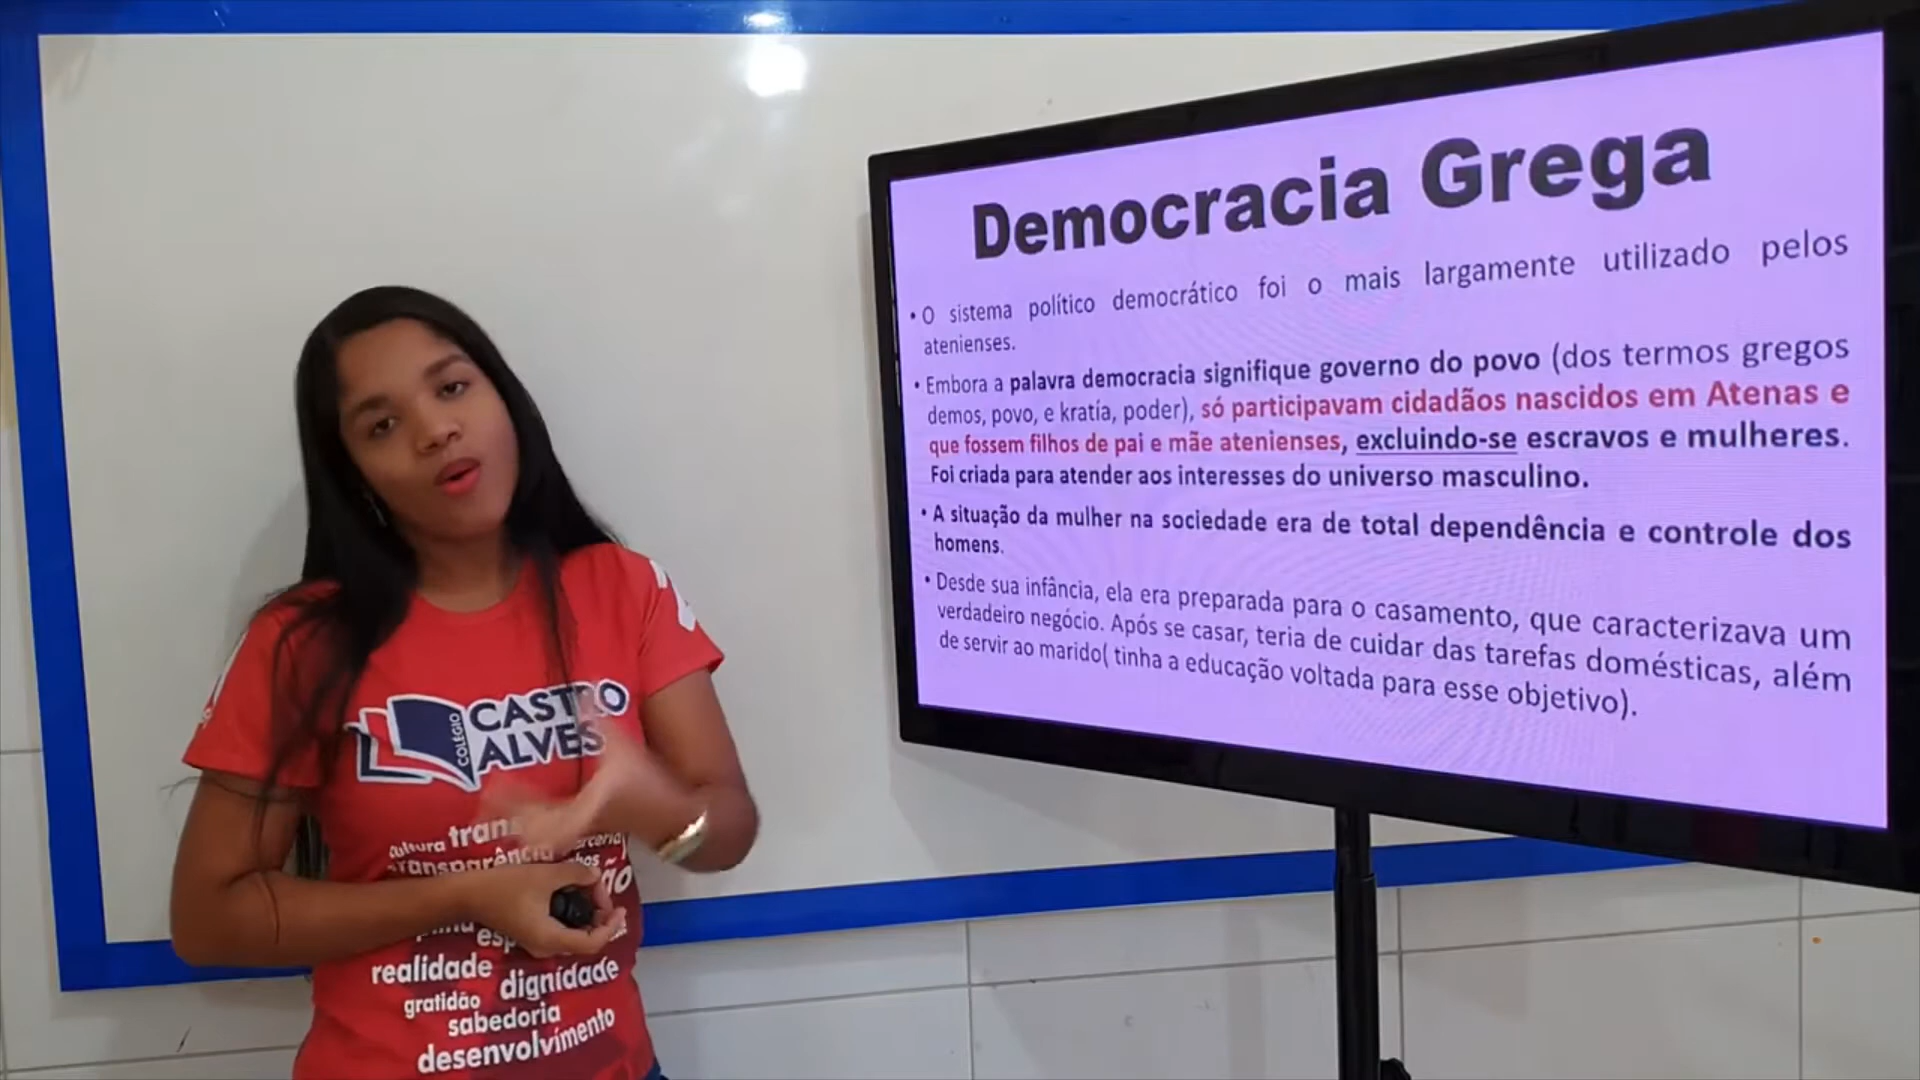 Democracia Grega
• O sistema político democrático foi o mais largamente utilizado pelos
atenienses.
• Embora a palavra democracia signifique governo do povo (dos termos gregos
demos, povo, e kratía, poder), só participavam cidadãos nascidos em Atenas e
que fossem filhos de pai e mãe atenienses, excluindo-se escravos e mulheres.
Foi criada para atender aos interesses do universo masculino.
• A situação da mulher na sociedade era de total dependência e controle dos
homens.
• Desde sua infância, ela era preparada para o casamento, que caracterizava um
verdadeiro negócio. Após se casar, teria de cuidar das tarefas domésticas, além
de servir ao marido( tinha a educação voltada para esse objetivo).
COLÉGIO
CASTRO
ALVES
cultura
transparência
realidade dignidade
gratidão
sabedoria
desenvolvimento